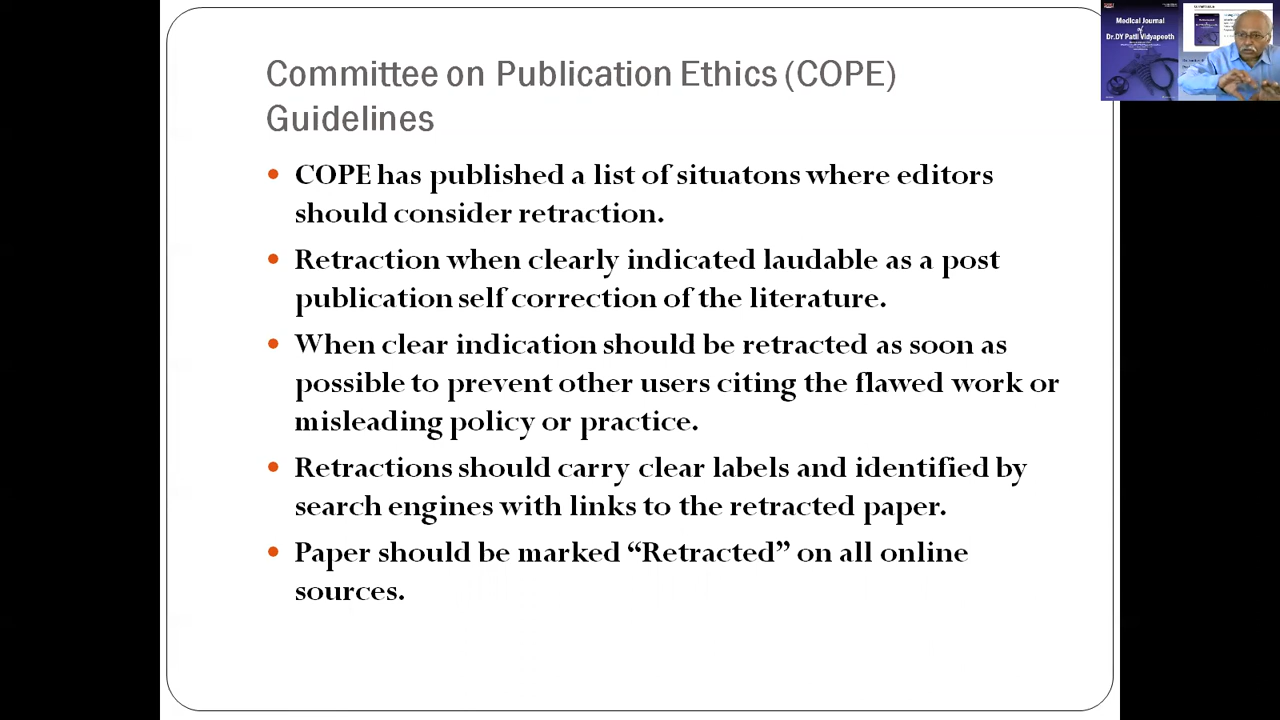 Committee on Publication Ethics (COPE)
Guidelines
COPE has published a list of situatons where editors
should consider retraction.
Retraction when clearly indicated laudable as a post
publication self correction of the literature.
When clear indication should be retracted as soon as
possible to prevent other users citing the flawed work or
misleading policy or practice.
Retractions should carry clear labels and identified by
search engines with links to the retracted paper.
Paper should be marked “Retracted” on all online
sources.
Medical Journal
of
Dr. DY Patil Vidyapeeth